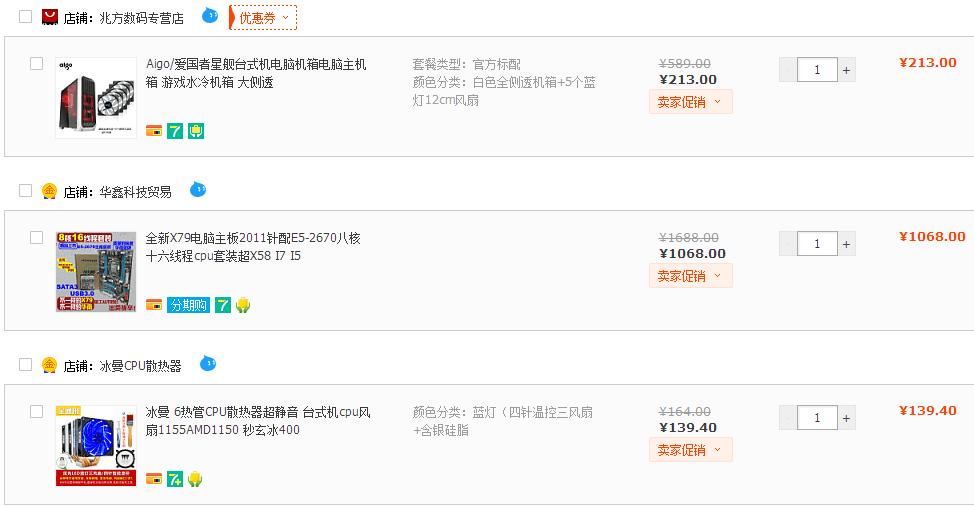 店铺：兆方数码专营店
优惠券
aigo
Aigo/爱国者星舰台式机电脑机箱电脑主机
箱 游戏水冷机箱 大侧透
7
套餐类型：官方标配
颜色分类：白色全侧透机箱+5个蓝
灯12cm风扇
¥589.00
¥213.00
卖家促销
1 +
¥213.00
店铺：华鑫科技贸易
8核16线程套装
SATA3
USB3.0
全新X79电脑主板2011针配E5-2670八核
十六线程cpu套装超X58 I7 I5
分期购 7
¥1688.00
¥1068.00
卖家促销
1 +
¥1068.00
店铺：冰曼CPU散热器
冰曼 6热管CPU散热器超静音 台式机cpu风
扇1155AMD1150 秒玄冰400
7+
颜色分类：蓝灯（四针温控三风扇
+含银硅脂
¥164.00
¥139.40
卖家促销
1 +
¥139.40